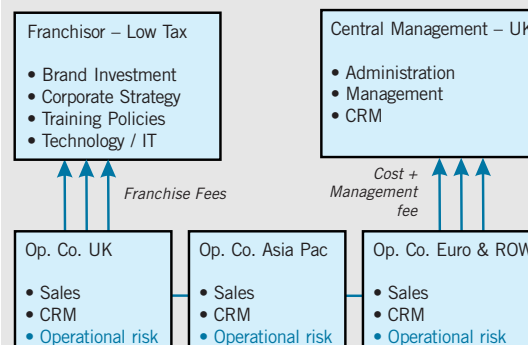 Franchisor – Low Tax
• Brand Investment
• Corporate Strategy
• Training Policies
• Technology / IT
Central Management – UK
• Administration
• Management
• CRM
Franchise Fees
Cost +
Management
fee
Op. Co. UK
• Sales
• CRM
• Operational risk
Op. Co. Asia Pac
• Sales
• CRM
• Operational risk
Op. Co. Euro & ROW
• Sales
• CRM
• Operational risk